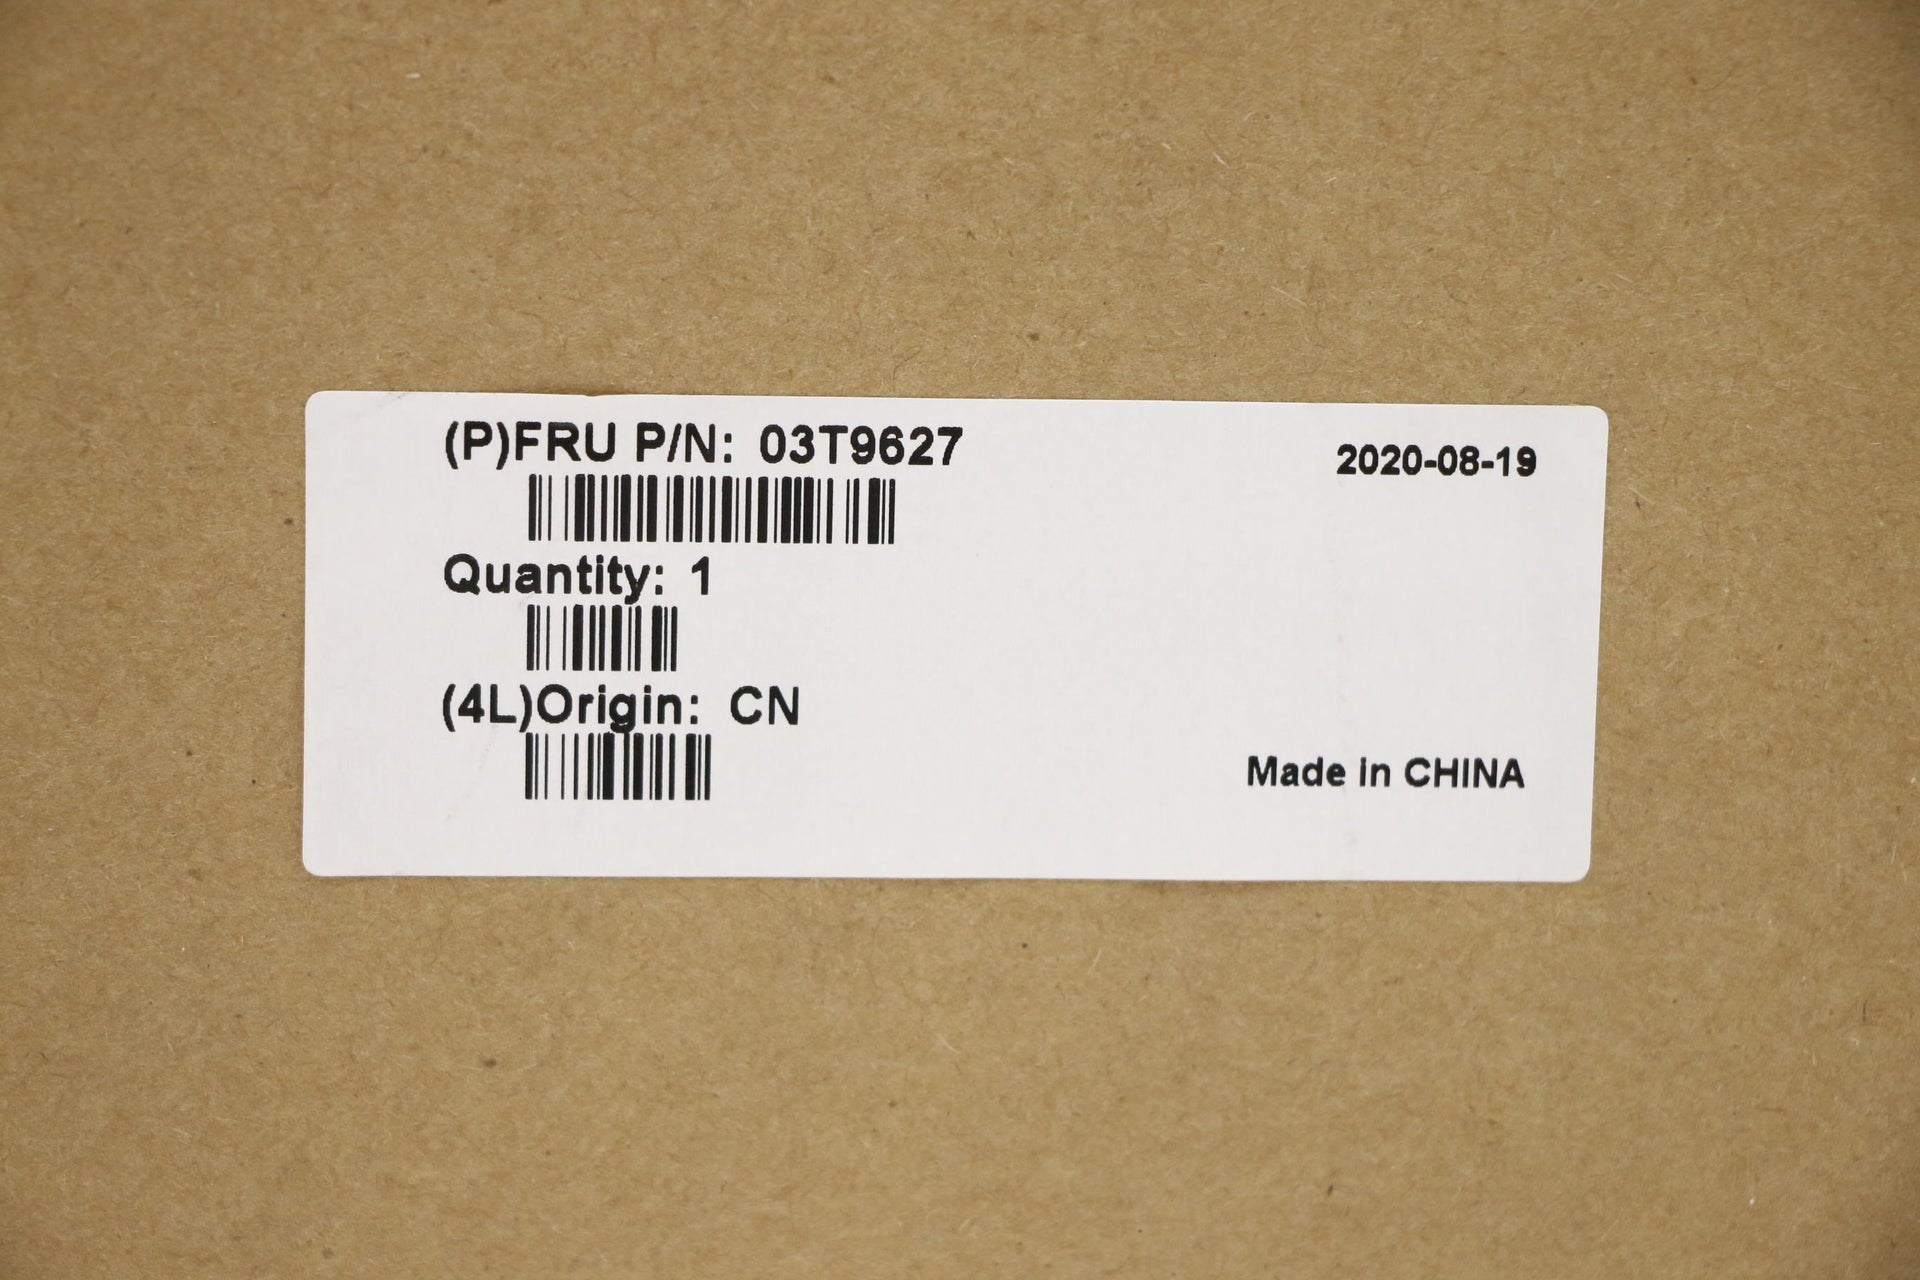 (P)FRU P/N: 03T9627
2020-08-19
Quantity: 1
(4L)Origin: CN
Made in CHINA